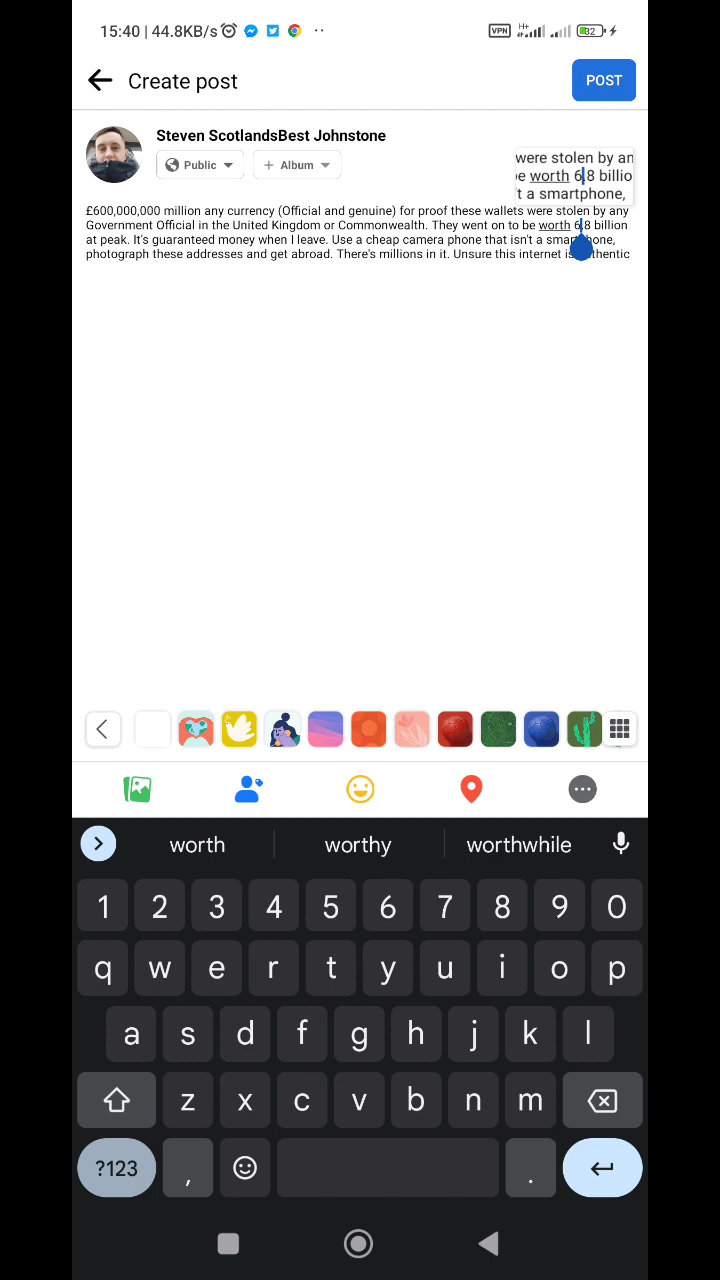 15:40 | 44.8KB/s
VPN H+ 32
Create post
POST
Steven ScotlandsBest Johnstone
Public
+ Album
were stolen by an
be worth 6.8 billio
't a smartphone,
£600,000,000 million any currency (Official and genuine) for proof these wallets were stolen by any
Government Official in the United Kingdom or Commonwealth. They went on to be worth 6.8 billion
at peak. It's guaranteed money when I leave. Use a cheap camera phone that isn't a smartphone,
photograph these addresses and get abroad. There's millions in it. Unsure this internet is authentic
worth worthy worthwhile
1 2 3 4 5 6 7 8 9 0
q w e r t y u i o p
a s d f g h j k l
z x c v b n m
?123 , .